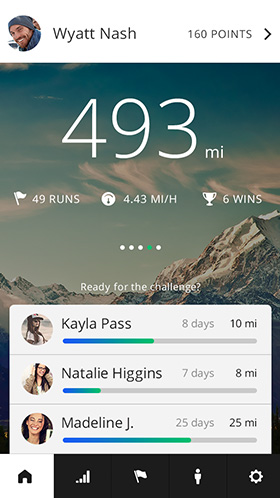 Wyatt Nash 160 POINTS
493 mi
49 RUNS 4.43 MI/H 6 WINS
Ready for the challenge?
Kayla Pass 8 days 10 mi
Natalie Higgins 7 days 8 mi
Madeline J. 25 days 25 mi